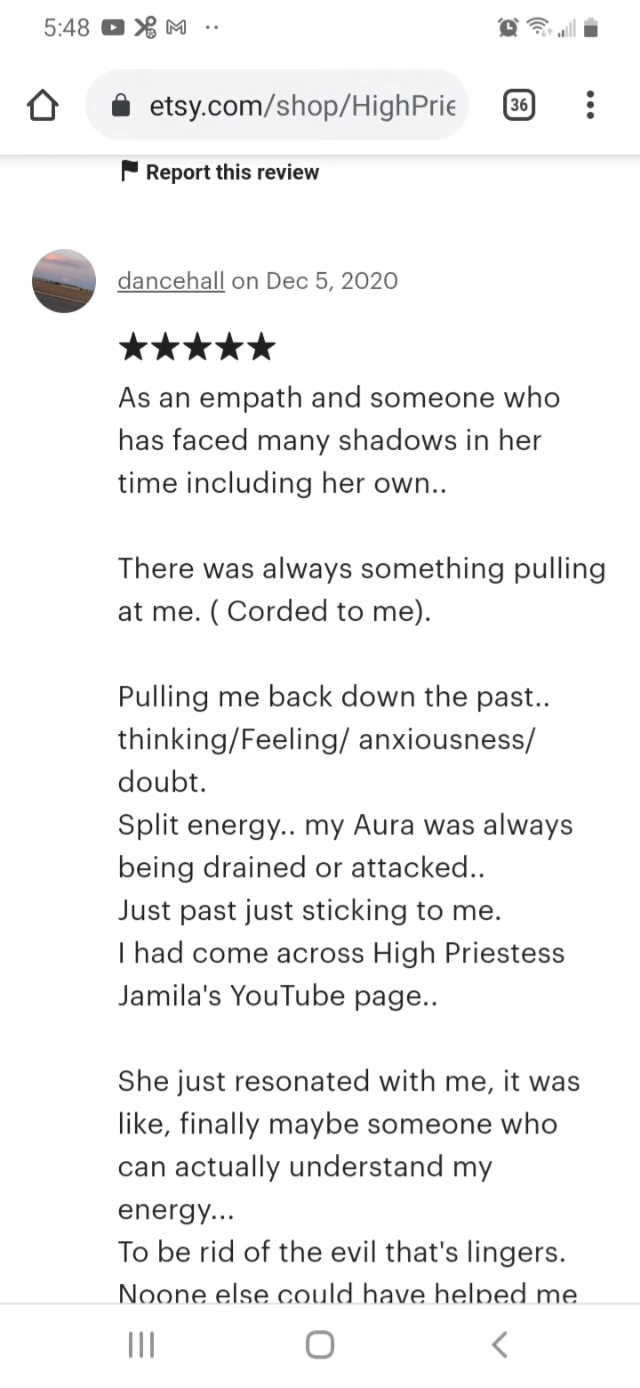 5:48
etsy.com/shop/HighPrie
36
Report this review
dancehall on Dec 5, 2020
As an empath and someone who
has faced many shadows in her
time including her own..
There was always something pulling
at me. ( Corded to me).
Pulling me back down the past..
thinking/Feeling/ anxiousness/
doubt.
Split energy.. my Aura was always
being drained or attacked..
Just past just sticking to me.
I had come across High Priestess
Jamila's YouTube page..
She just resonated with me, it was
like, finally maybe someone who
can actually understand my
energy...
To be rid of the evil that's lingers.
Noone else could have helped me